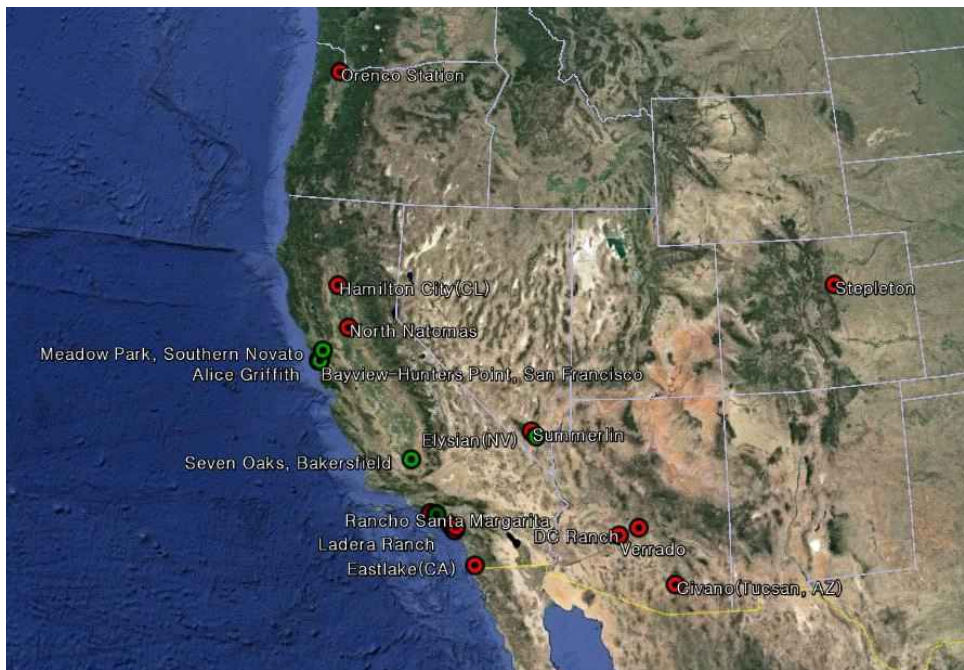 Orenco Station
Hamilton City(CL)
Stepleton
North Natomas
Meadow Park, Southern Novato
Alice Griffith
Bayview-Hunters Point, San Francisco
Elysian(NV)
Summerlin
Seven Oaks, Bakersfield
Rancho Santa Margarita
DC Ranch
Ladera Ranch
Verrado
Eastlake(CA)
Civano(Tucsan, AZ)